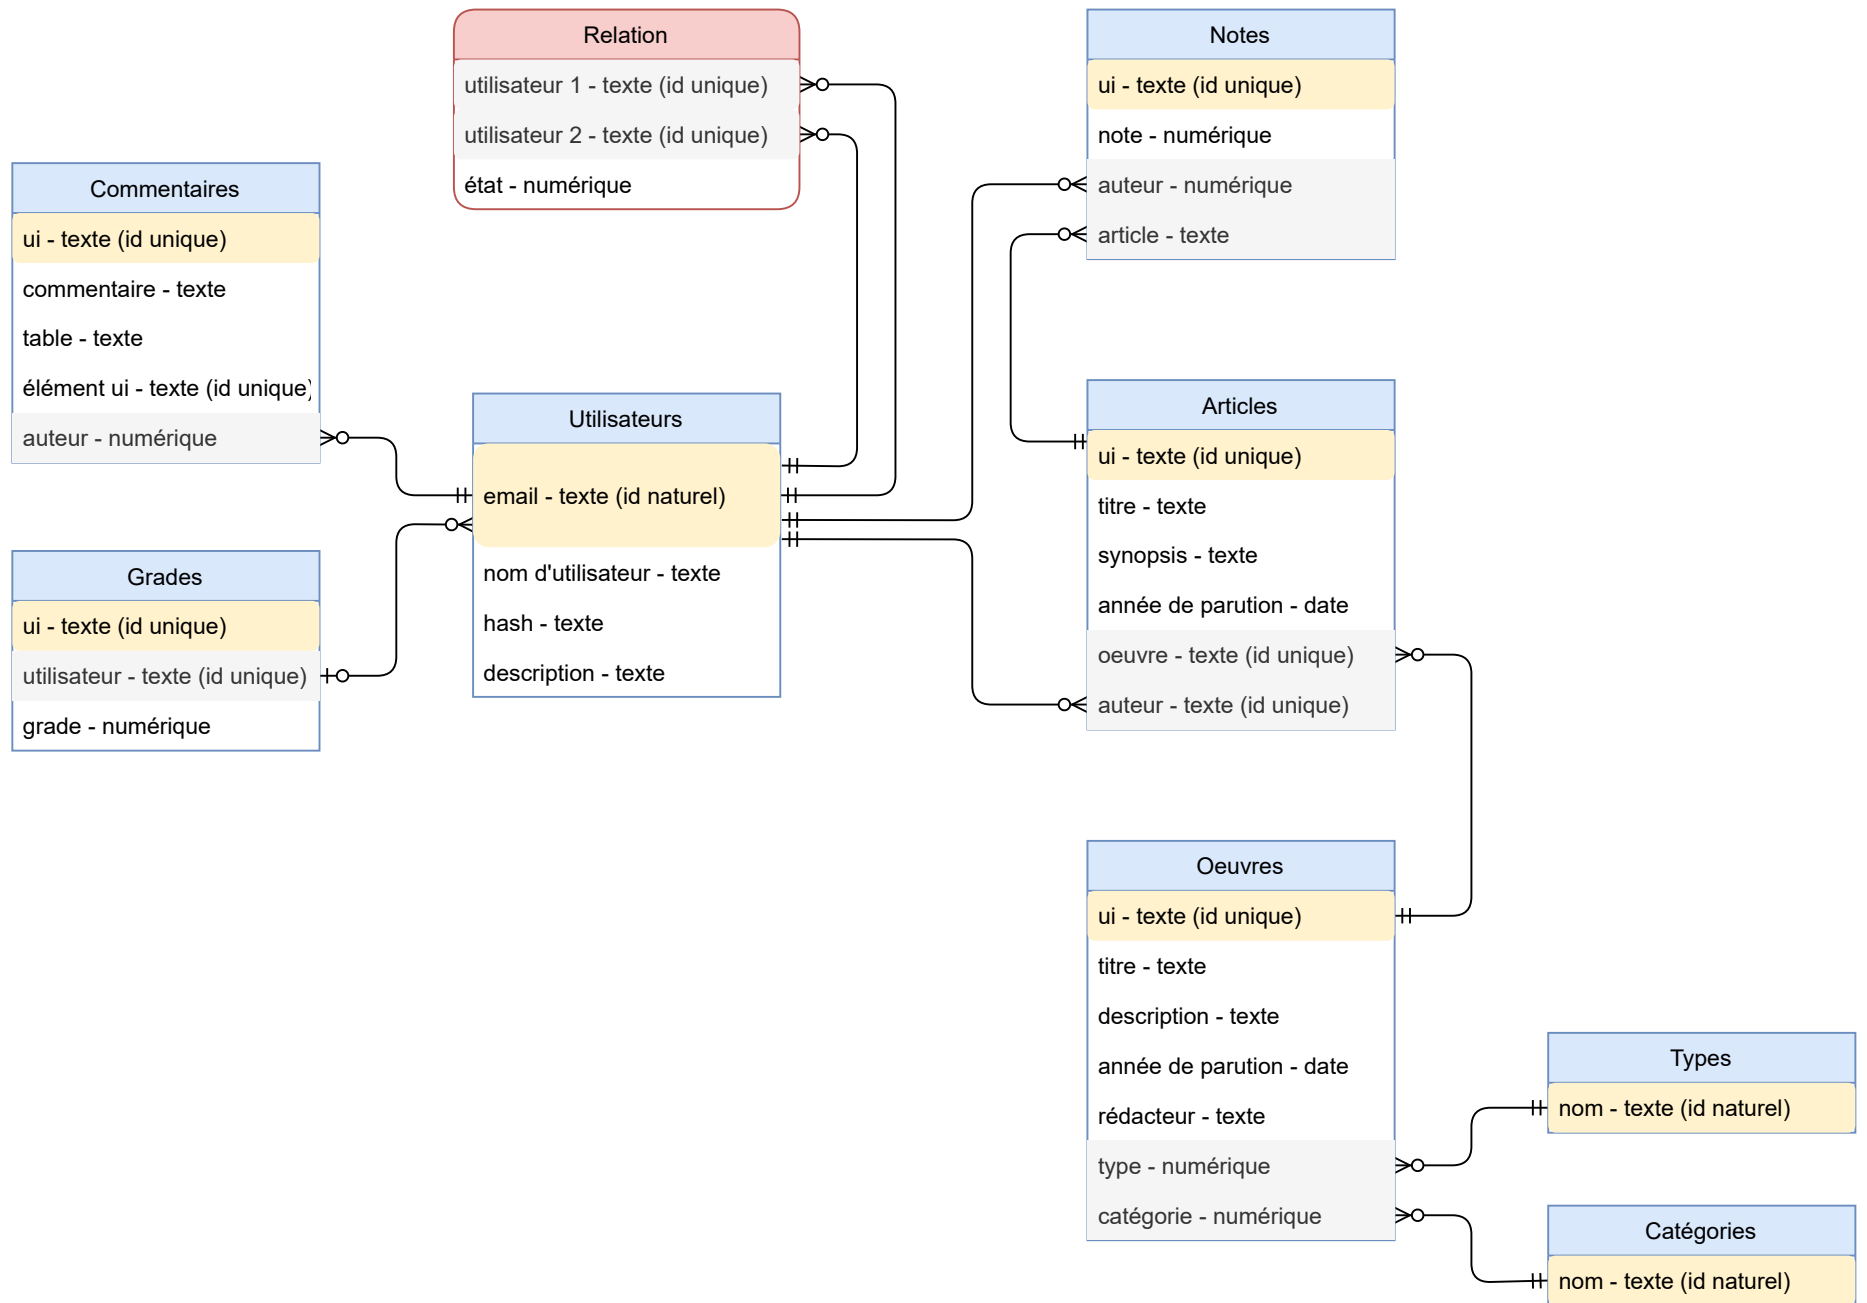 Relation
utilisateur 1 - texte (id unique)
utilisateur 2 - texte (id unique)
état - numérique
Notes
ui - texte (id unique)
note - numérique
auteur - numérique
article - texte
Commentaires
ui - texte (id unique)
commentaire - texte
table - texte
élément ui - texte (id unique)
auteur - numérique
Utilisateurs
email - texte (id naturel)
nom d'utilisateur - texte
hash - texte
description - texte
Articles
ui - texte (id unique)
titre - texte
synopsis - texte
année de parution - date
oeuvre - texte (id unique)
auteur - texte (id unique)
Grades
ui - texte (id unique)
utilisateur - texte (id unique)
grade - numérique
Oeuvres
ui - texte (id unique)
titre - texte
description - texte
année de parution - date
rédacteur - texte
type - numérique
catégorie - numérique
Types
nom - texte (id naturel)
Catégories
nom - texte (id naturel)